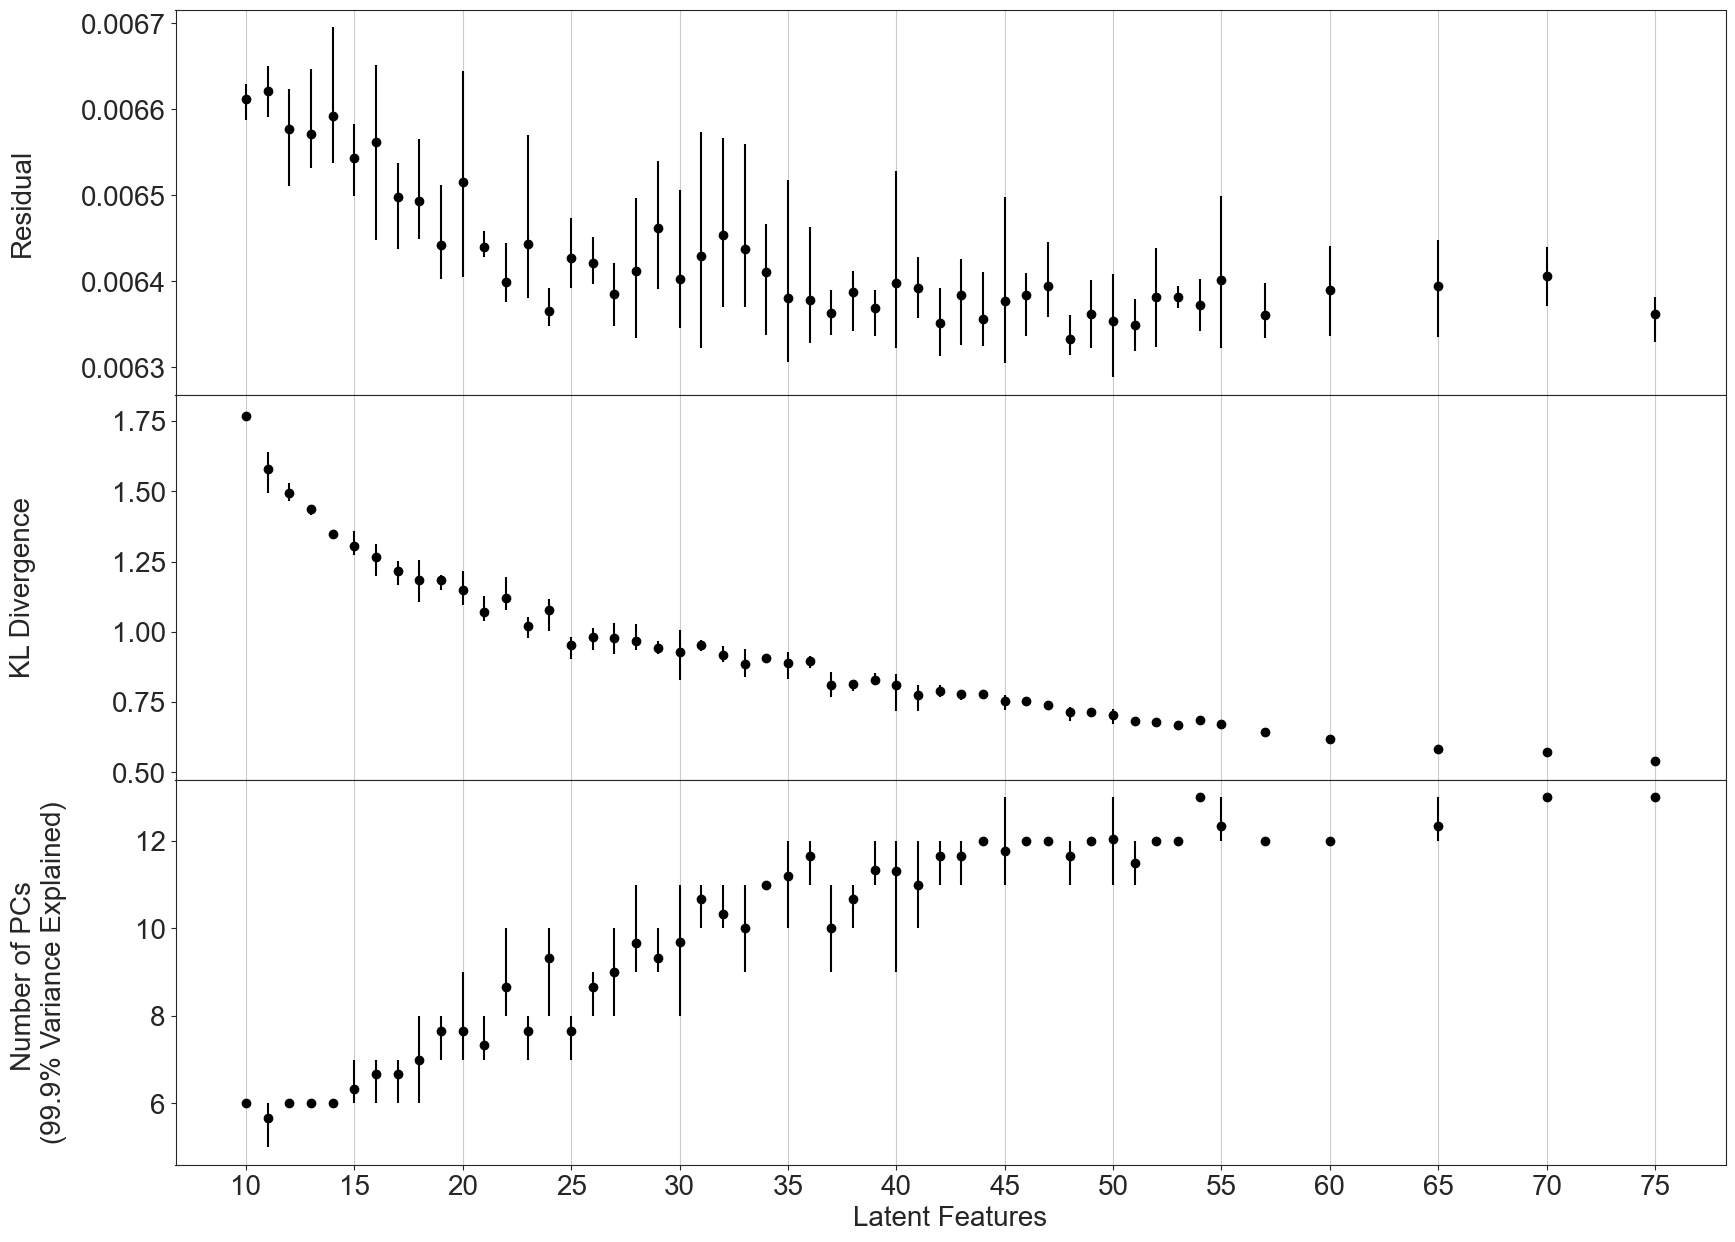 0.0067
0.0066
0.0065
0.0064
0.0063
Residual
1.75
1.50
1.25
1.00
0.75
0.50
KL Divergence
12
10
8
6
Number of PCs
(99.9% Variance Explained)
10 15 20 25 30 35 40 45 50 55 60 65 70 75
Latent Features